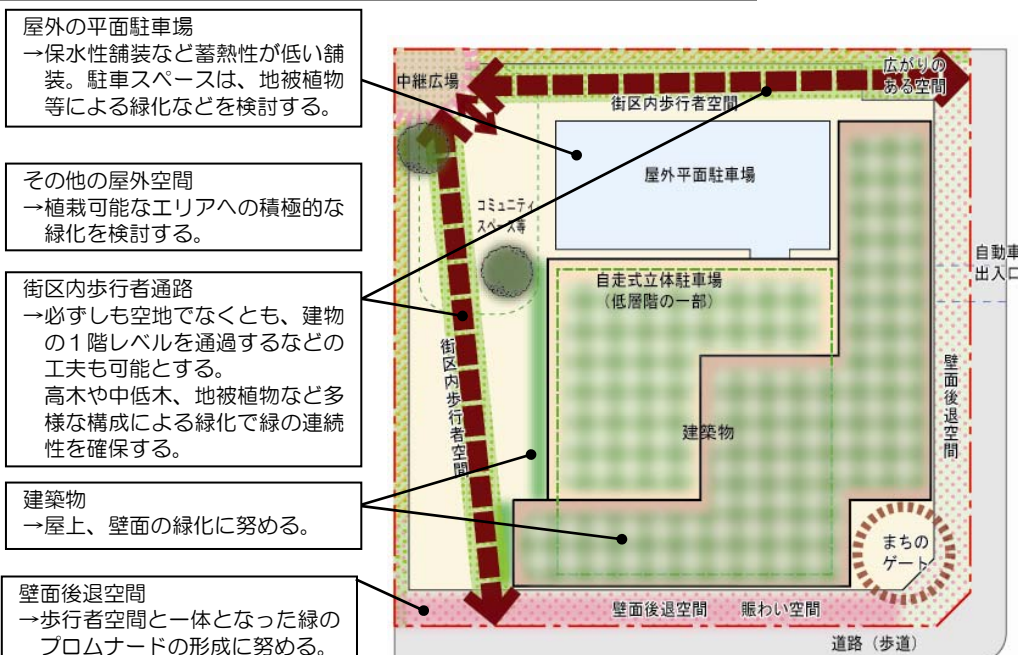 屋外の平面駐車場
→保水性舗装など蓄熱性が低い舗
装。駐車スペースは、地被植物
等による緑化などを検討する。
その他の屋外空間
→植栽可能なエリアへの積極的な
緑化を検討する。
街区内歩行者通路
→必ずしも空地でなくとも、建物
の１階レベルを通過するなどの
工夫も可能とする。
高木や中低木、地被植物など多
様な構成による緑化で緑の連続
性を確保する。
建築物
→屋上、壁面の緑化に努める。
壁面後退空間
→歩行者空間と一体となった緑の
プロムナードの形成に努める。
中継広場
広がりの
ある空間
街区内歩行者空間
屋外平面駐車場
コミュニティ
スペース等
自動車
出入口
自走式立体駐車場
（低層階の一部）
街区内歩行者空間
壁面後退空間
建築物
まちの
ゲート
壁面後退空間　賑わい空間
道路（歩道）